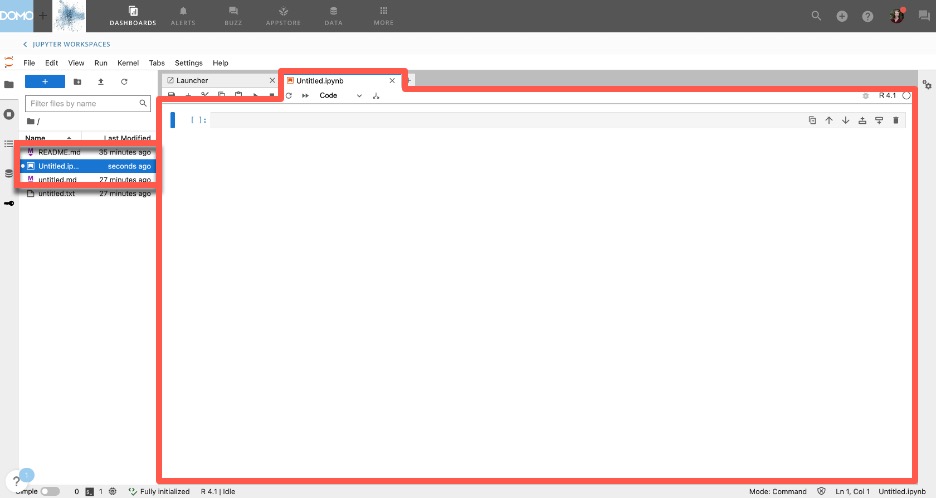 DOMO
DASHBOARDS
ALERTS
BUZZ
APPSTORE
DATA
MORE
JUPYTER WORKSPACES
File Edit View Run Kernel Tabs Settings Help
Launcher
Untitled.ipynb
Code
R 4.1
Filter files by name
/
Name Last Modified
README.md 35 minutes ago
Untitled.ip... seconds ago
untitled.md 27 minutes ago
untitled.txt 27 minutes ago
[ ]:
Simple 0 1 Fully initialized R 4.1 | Idle Mode: Command Ln 1, Col 1 Untitled.ipynb